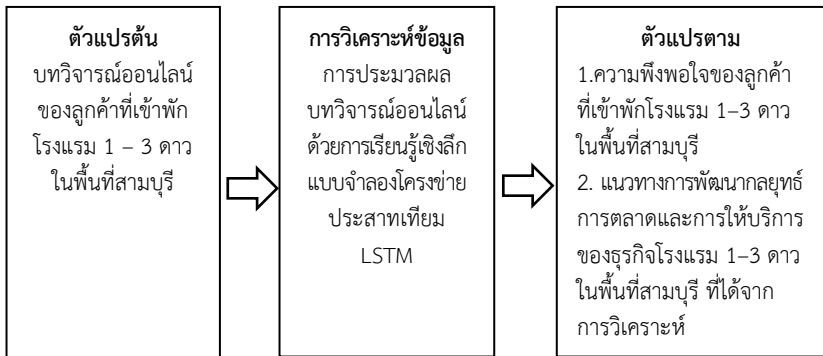 ตัวแปรต้น
บทวิจารณ์ออนไลน์
ของลูกค้าที่เข้าพัก
โรงแรม 1 – 3 ดาว
ในพื้นที่สามบุรี
การวิเคราะห์ข้อมูล
การประมวลผล
บทวิจารณ์ออนไลน์
ด้วยการเรียนรู้เชิงลึก
แบบจำลองโครงข่าย
ประสาทเทียม
LSTM
ตัวแปรตาม
1.ความพึงพอใจของลูกค้า
ที่เข้าพักโรงแรม 1–3 ดาว
ในพื้นที่สามบุรี
2. แนวทางการพัฒนากลยุทธ์
การตลาดและการให้บริการ
ของธุรกิจโรงแรม 1–3 ดาว
ในพื้นที่สามบุรี ที่ได้จาก
การวิเคราะห์